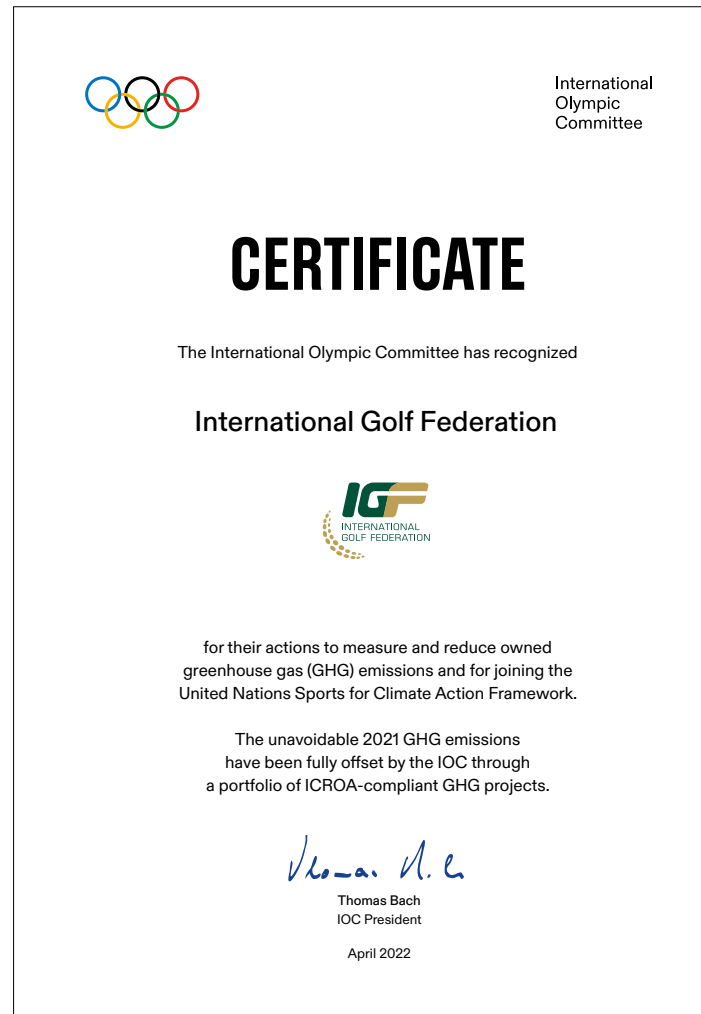 International
Olympic
Committee
CERTIFICATE
The International Olympic Committee has recognized
International Golf Federation
IGF
INTERNATIONAL
GOLF FEDERATION
for their actions to measure and reduce owned
greenhouse gas (GHG) emissions and for joining the
United Nations Sports for Climate Action Framework.
The unavoidable 2021 GHG emissions
have been fully offset by the IOC through
a portfolio of ICROA-compliant GHG projects.
Thomas Bach
IOC President
April 2022